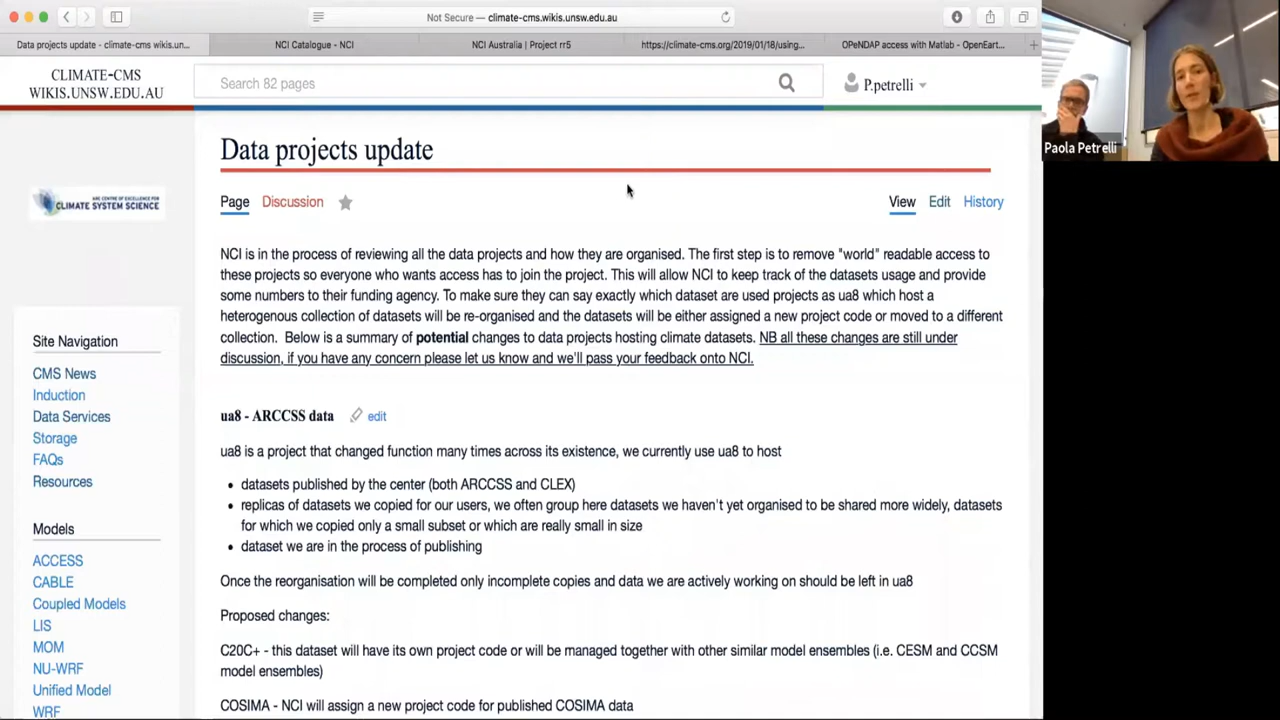 Not Secure — climate-cms.wikis.unsw.edu.au
Data projects update - climate-cms wikis.un...
NCI Catalogue - NCI
NCI Australia | Project rr5
https://climate-cms.org/2019/01/18/using...
OPeNDAP access with Matlab - OpenEart...
CLIMATE-CMS
WIKIS.UNSW.EDU.AU
Search 82 pages
P.petrelli
Paola Petrelli
Data projects update
Page
Discussion
View
Edit
History
ARC CENTRE OF EXCELLENCE FOR
CLIMATE SYSTEM SCIENCE
NCI is in the process of reviewing all the data projects and how they are organised. The first step is to remove "world" readable access to
these projects so everyone who wants access has to join the project. This will allow NCI to keep track of the datasets usage and provide
some numbers to their funding agency. To make sure they can say exactly which dataset are used projects as ua8 which host a
heterogenous collection of datasets will be re-organised and the datasets will be either assigned a new project code or moved to a different
collection. Below is a summary of potential changes to data projects hosting climate datasets. NB all these changes are still under
discussion, if you have any concern please let us know and we'll pass your feedback onto NCI.
Site Navigation
CMS News
Induction
Data Services
Storage
FAQs
Resources
Models
ACCESS
CABLE
Coupled Models
LIS
MOM
NU-WRF
Unified Model
WRF
ua8 - ARCCSS data
edit
ua8 is a project that changed function many times across its existence, we currently use ua8 to host
• datasets published by the center (both ARCCSS and CLEX)
• replicas of datasets we copied for our users, we often group here datasets we haven't yet organised to be shared more widely, datasets
for which we copied only a small subset or which are really small in size
• dataset we are in the process of publishing
Once the reorganisation will be completed only incomplete copies and data we are actively working on should be left in ua8
Proposed changes:
C20C+ - this dataset will have its own project code or will be managed together with other similar model ensembles (i.e. CESM and CCSM
model ensembles)
COSIMA - NCI will assign a new project code for published COSIMA data